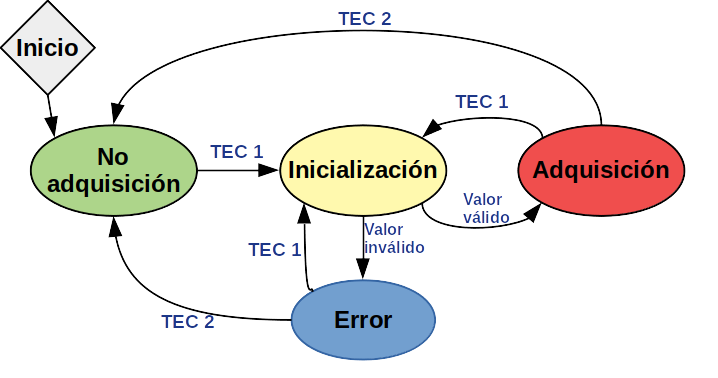 TEC 2
Inicio
TEC 1
TEC 1
No
adquisición
Inicialización
Adquisición
Valor
válido
Valor
inválido
TEC 1
TEC 2
Error